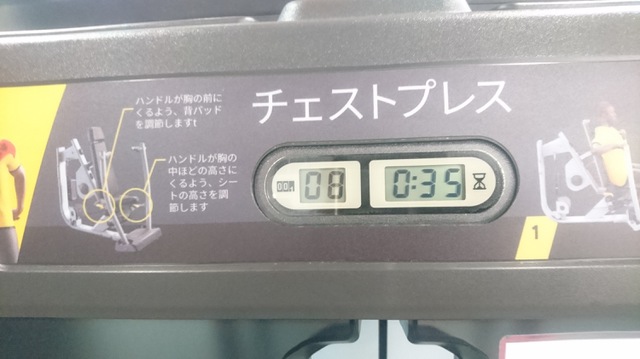 ハンドルが胸の前に
くるよう、背パッド
を調節しますt
チェストプレス
ハンドルが胸の
中ほどの高さに
くるよう、シー
トの高さを調
節します
08
0:35
1